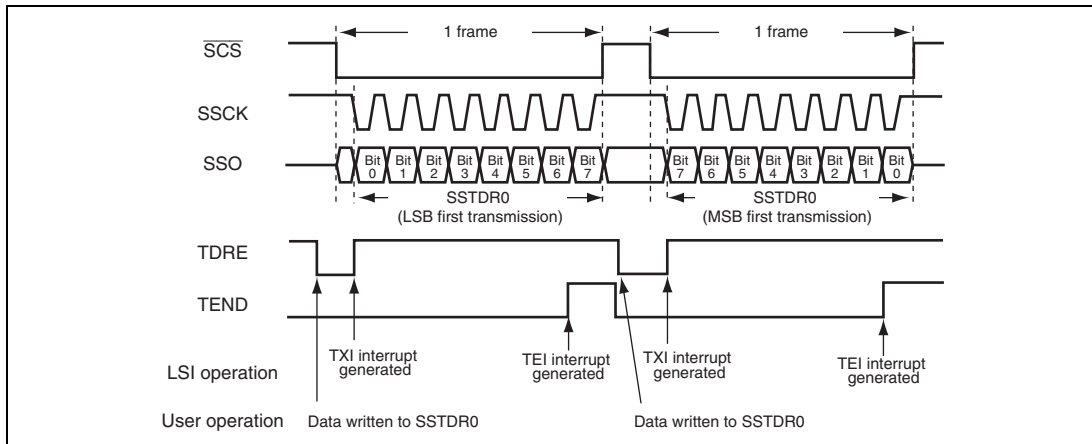 1 frame 1 frame
SCS
SSCK
SSO
Bit 0 Bit 1 Bit 2 Bit 3 Bit 4 Bit 5 Bit 6 Bit 7 Bit 7 Bit 6 Bit 5 Bit 4 Bit 3 Bit 2 Bit 1 Bit 0
SSTDR0 SSTDR0
(LSB first transmission) (MSB first transmission)
TDRE
TEND
LSI operation
TXI interrupt generated
TEI interrupt generated
TXI interrupt generated
TEI interrupt generated
User operation
Data written to SSTDR0 Data written to SSTDR0